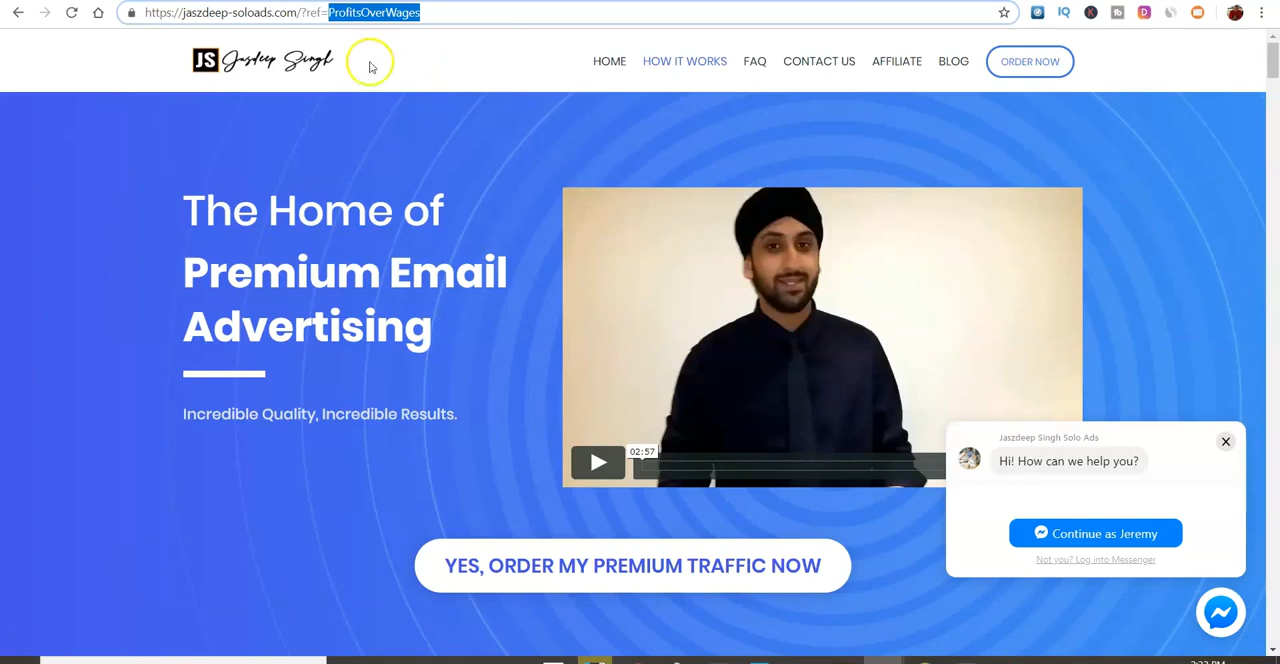 https://jaszdeep-soloads.com/?ref=ProfitsOverWages
JS Jasdeep Singh
HOME HOW IT WORKS FAQ CONTACT US AFFILIATE BLOG ORDER NOW
The Home of
Premium Email
Advertising
Incredible Quality, Incredible Results.
02:57
Jaszdeep Singh Solo Ads
Hi! How can we help you?
Continue as Jeremy
Not you? Log into Messenger
YES, ORDER MY PREMIUM TRAFFIC NOW